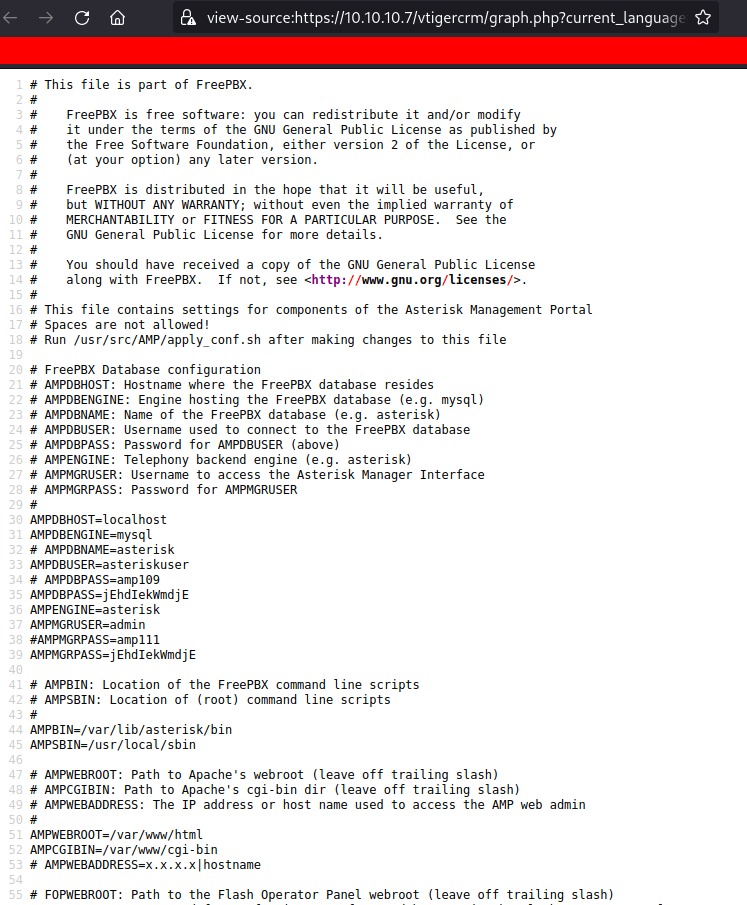 view-source:https://10.10.10.7/vtigercrm/graph.php?current_language
1 # This file is part of FreePBX.
2 #
3 #    FreePBX is free software: you can redistribute it and/or modify
4 #    it under the terms of the GNU General Public License as published by
5 #    the Free Software Foundation, either version 2 of the License, or
6 #    (at your option) any later version.
7 #
8 #    FreePBX is distributed in the hope that it will be useful,
9 #    but WITHOUT ANY WARRANTY; without even the implied warranty of
10 #    MERCHANTABILITY or FITNESS FOR A PARTICULAR PURPOSE.  See the
11 #    GNU General Public License for more details.
12 #
13 #    You should have received a copy of the GNU General Public License
14 #    along with FreePBX.  If not, see <http://www.gnu.org/licenses/>.
15 #
16 # This file contains settings for components of the Asterisk Management Portal
17 # Spaces are not allowed!
18 # Run /usr/src/AMP/apply_conf.sh after making changes to this file
19
20 # FreePBX Database configuration
21 # AMPDBHOST: Hostname where the FreePBX database resides
22 # AMPDBENGINE: Engine hosting the FreePBX database (e.g. mysql)
23 # AMPDBNAME: Name of the FreePBX database (e.g. asterisk)
24 # AMPDBUSER: Username used to connect to the FreePBX database
25 # AMPDBPASS: Password for AMPDBUSER (above)
26 # AMPENGINE: Telephony backend engine (e.g. asterisk)
27 # AMPMGRUSER: Username to access the Asterisk Manager Interface
28 # AMPMGRPASS: Password for AMPMGRUSER
29 #
30 AMPDBHOST=localhost
31 AMPDBENGINE=mysql
32 # AMPDBNAME=asterisk
33 AMPDBUSER=asteriskuser
34 # AMPDBPASS=amp109
35 AMPDBPASS=jEhdIekWmdjE
36 AMPENGINE=asterisk
37 AMPMGRUSER=admin
38 #AMPMGRPASS=amp111
39 AMPMGRPASS=jEhdIekWmdjE
40
41 # AMPBIN: Location of the FreePBX command line scripts
42 # AMPSBIN: Location of (root) command line scripts
43 #
44 AMPBIN=/var/lib/asterisk/bin
45 AMPSBIN=/usr/local/sbin
46
47 # AMPWEBROOT: Path to Apache's webroot (leave off trailing slash)
48 # AMPCGIBIN: Path to Apache's cgi-bin dir (leave off trailing slash)
49 # AMPWEBADDRESS: The IP address or host name used to access the AMP web admin
50 #
51 AMPWEBROOT=/var/www/html
52 AMPCGIBIN=/var/www/cgi-bin
53 # AMPWEBADDRESS=x.x.x.x|hostname
54
55 # FOPWEBROOT: Path to the Flash Operator Panel webroot (leave off trailing slash)